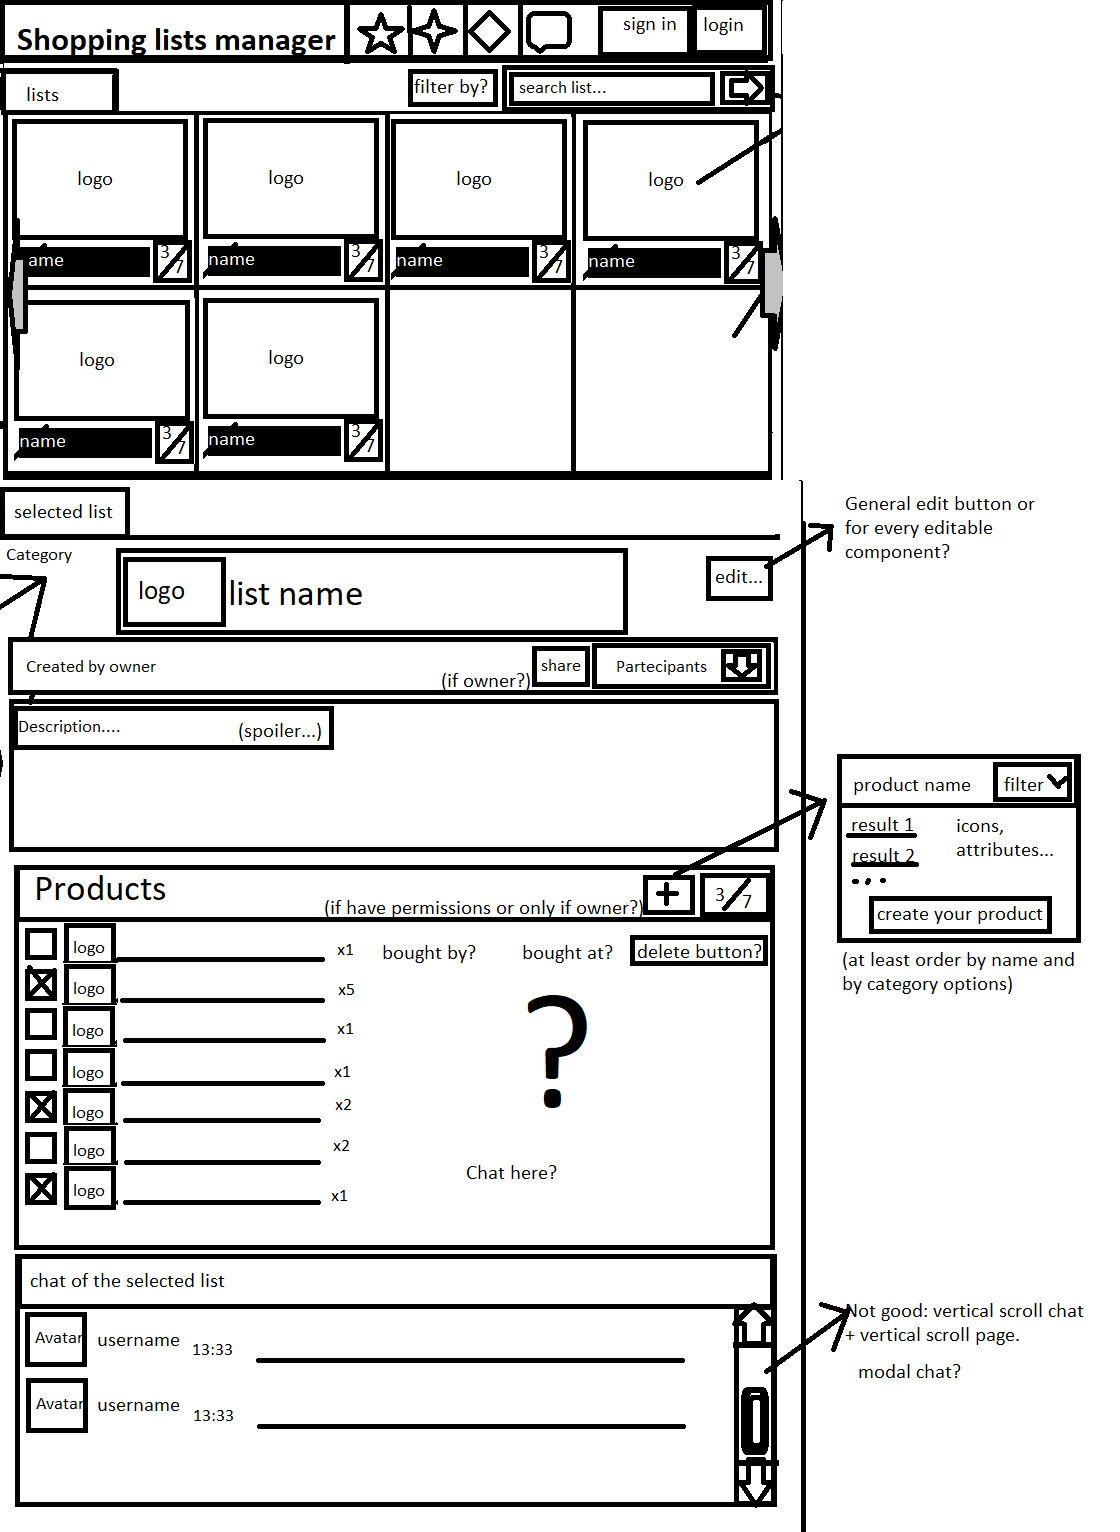 Shopping lists manager
sign in
login
lists
filter by?
search list...
logo
logo
logo
logo
ame
3/7
name
3/7
name
3/7
name
3/7
logo
logo
name
3/7
name
3/7
selected list
General edit button or
for every editable
component?
Category
logo
list name
edit...
Created by owner
(if owner?)
share
Partecipants
Description....
(spoiler...)
product name
filter
result 1
icons,
attributes...
result 2
...
create your product
(at least order by name and
by category options)
Products
(if have permissions or only if owner?)
+
3/7
logo
x1
bought by?
bought at?
delete button?
logo
x5
logo
x1
?
logo
x1
logo
x2
logo
x2
Chat here?
logo
x1
chat of the selected list
Not good: vertical scroll chat
+ vertical scroll page.
modal chat?
Avatar
username
13:33
Avatar
username
13:33